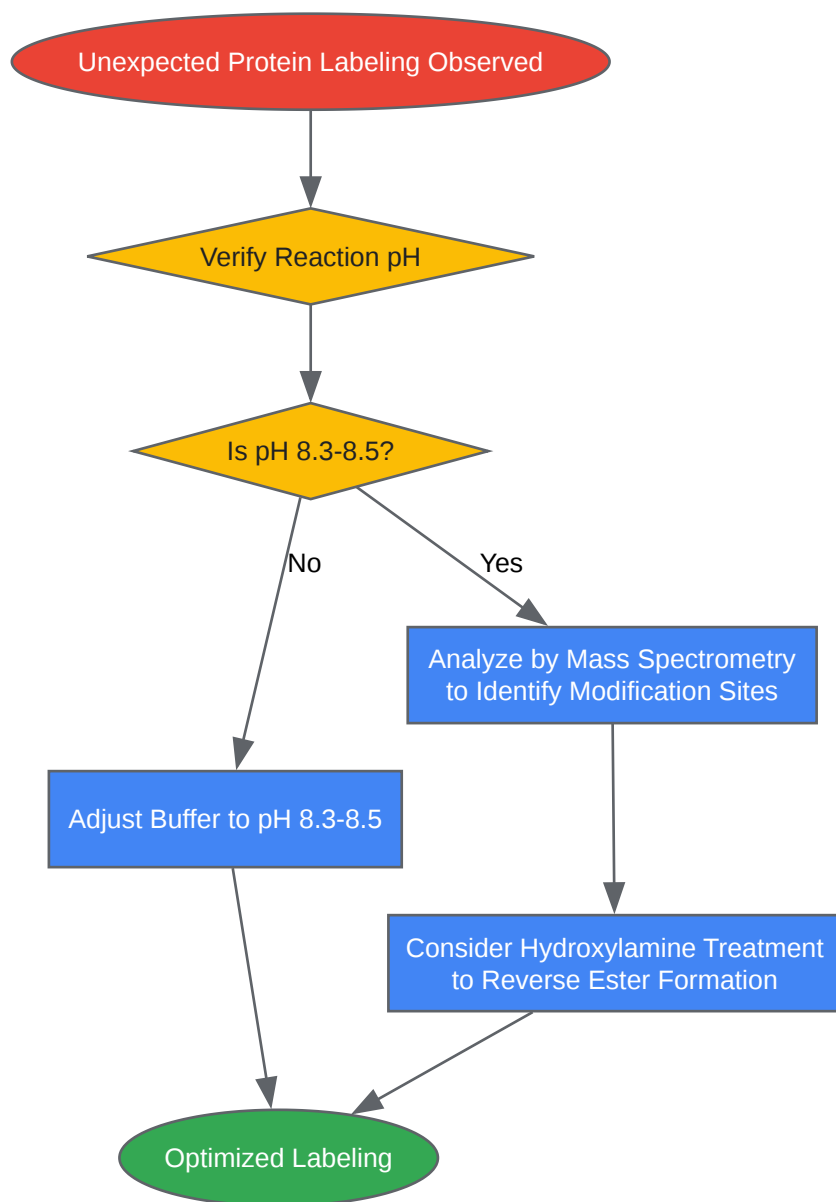 Unexpected Protein Labeling Observed
Verify Reaction pH
Is pH 8.3-8.5?
No
Yes
Analyze by Mass Spectrometry
to Identify Modification Sites
Adjust Buffer to pH 8.3-8.5
Consider Hydroxylamine Treatment
to Reverse Ester Formation
Optimized Labeling